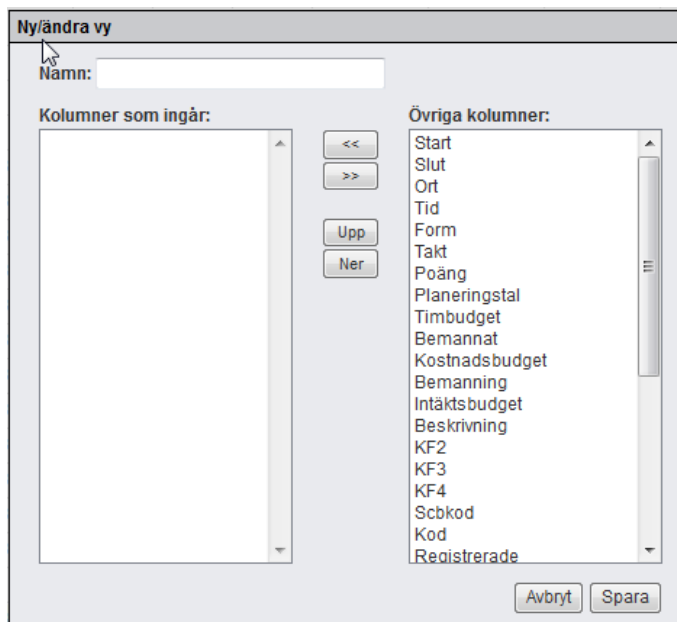 Ny/ändra vy
Namn:
Kolumner som ingår:
<<
>>
Upp
Ner
Övriga kolumner:
Start
Slut
Ort
Tid
Form
Takt
Poäng
Planeringstal
Timbudget
Bemannat
Kostnadsbudget
Bemanning
Intäktsbudget
Beskrivning
KF2
KF3
KF4
Scbkod
Kod
Registrerade
Avbryt Spara